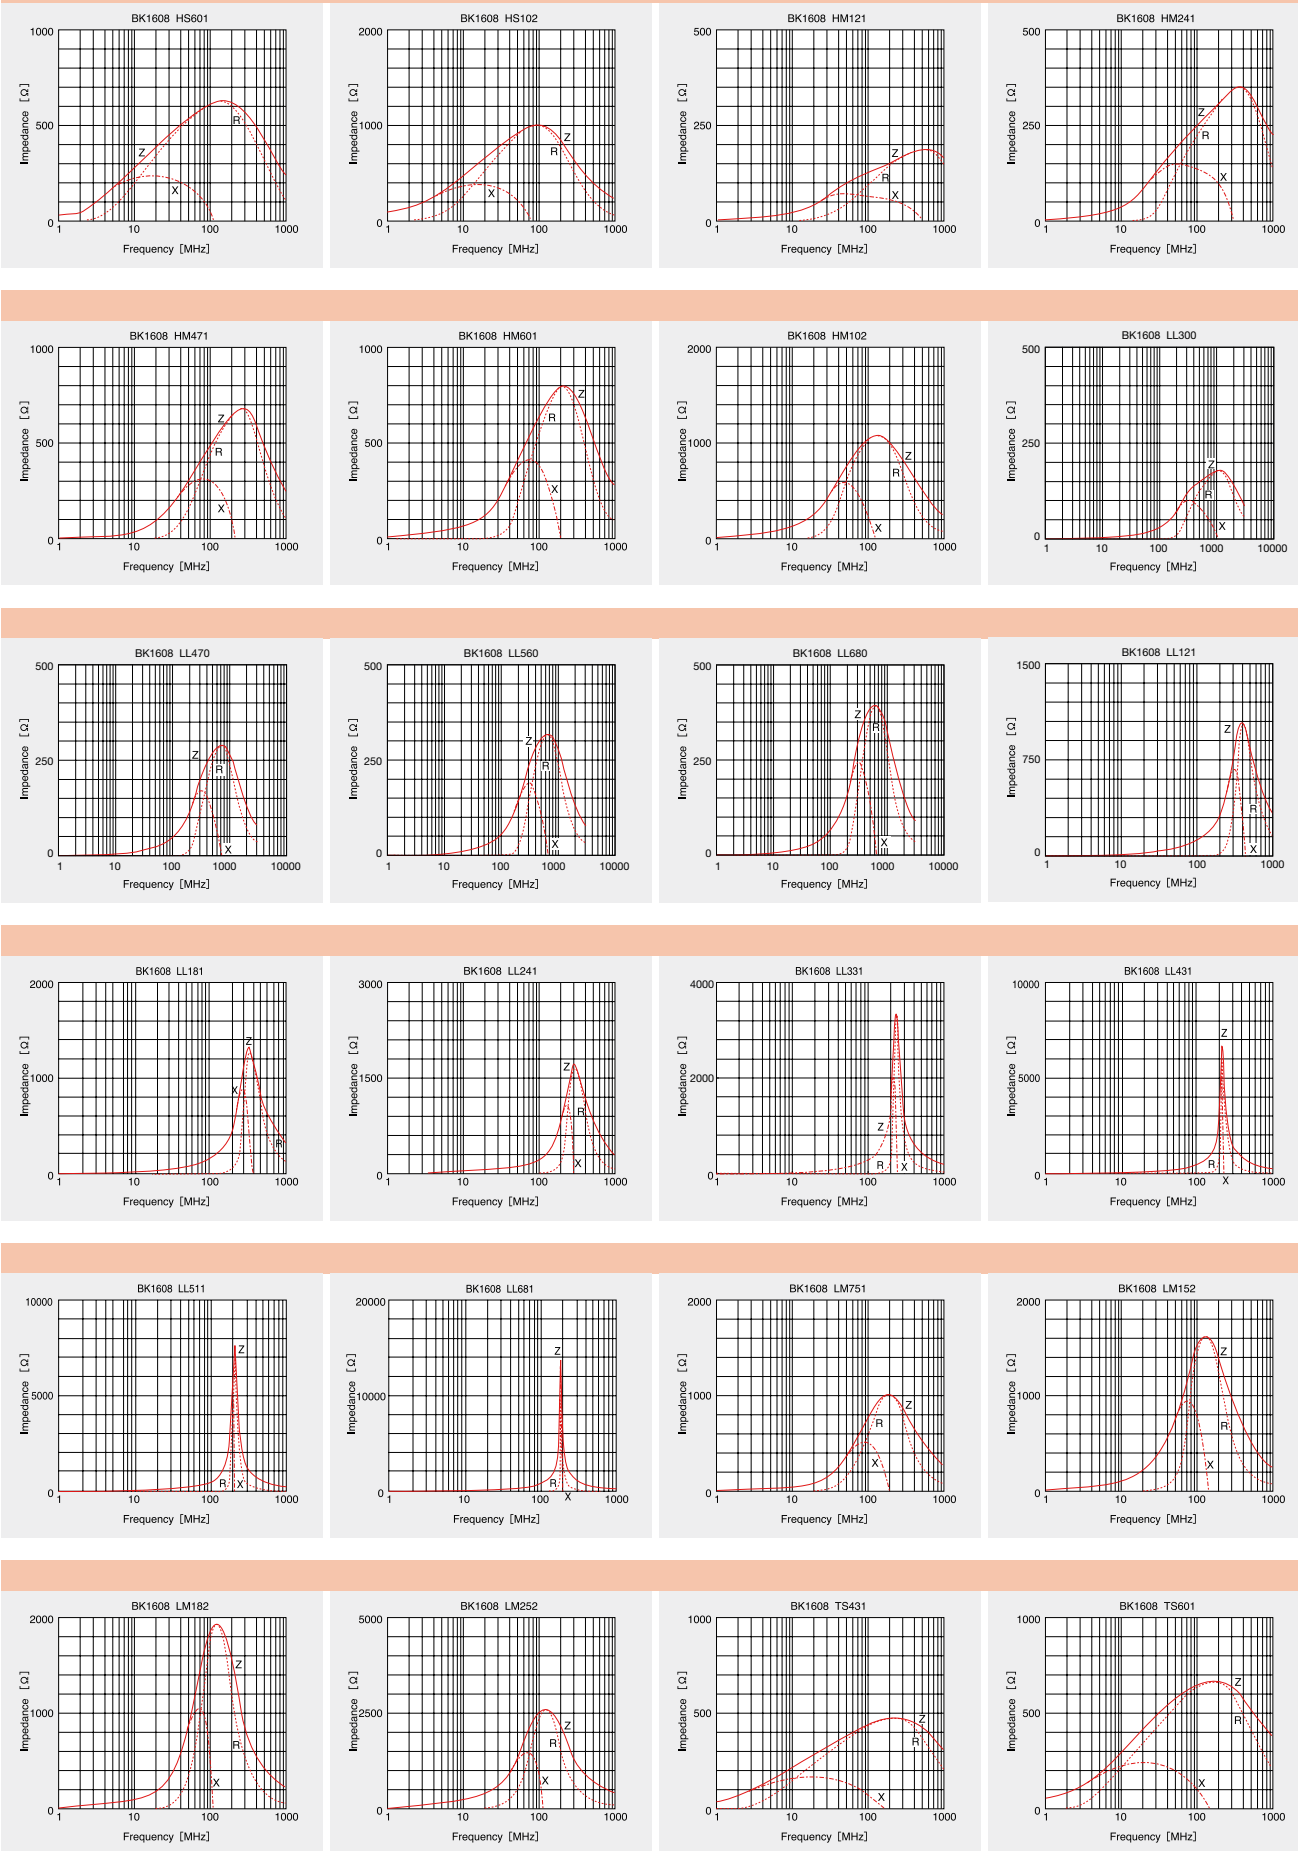 BK1608 HS601
1000
500
0
Impedance [Ω]
Z
R
X
1 10 100 1000
Frequency [MHz]
BK1608 HS102
2000
1000
0
Impedance [Ω]
Z
R
X
1 10 100 1000
Frequency [MHz]
BK1608 HM121
500
250
0
Impedance [Ω]
Z
R
X
1 10 100 1000
Frequency [MHz]
BK1608 HM241
500
250
0
Impedance [Ω]
Z
R
X
1 10 100 1000
Frequency [MHz]
BK1608 HM471
1000
500
0
Impedance [Ω]
Z
R
X
1 10 100 1000
Frequency [MHz]
BK1608 HM601
1000
500
0
Impedance [Ω]
Z
R
X
1 10 100 1000
Frequency [MHz]
BK1608 HM102
2000
1000
0
Impedance [Ω]
Z
R
X
1 10 100 1000
Frequency [MHz]
BK1608 LL300
500
250
0
Impedance [Ω]
Z
R
X
1 10 100 1000 10000
Frequency [MHz]
BK1608 LL470
500
250
0
Impedance [Ω]
Z
R
X
1 10 100 1000 10000
Frequency [MHz]
BK1608 LL560
500
250
0
Impedance [Ω]
Z
R
X
1 10 100 1000 10000
Frequency [MHz]
BK1608 LL680
500
250
0
Impedance [Ω]
Z
R
X
1 10 100 1000 10000
Frequency [MHz]
BK1608 LL121
1500
750
0
Impedance [Ω]
Z
R
X
1 10 100 1000
Frequency [MHz]
BK1608 LL181
2000
1000
0
Impedance [Ω]
Z
X
R
1 10 100 1000
Frequency [MHz]
BK1608 LL241
3000
1500
0
Impedance [Ω]
Z
R
X
1 10 100 1000
Frequency [MHz]
BK1608 LL331
4000
2000
0
Impedance [Ω]
Z
R X
1 10 100 1000
Frequency [MHz]
BK1608 LL431
10000
5000
0
Impedance [Ω]
Z
R
X
1 10 100 1000
Frequency [MHz]
BK1608 LL511
10000
5000
0
Impedance [Ω]
Z
R X
1 10 100 1000
Frequency [MHz]
BK1608 LL681
20000
10000
0
Impedance [Ω]
Z
R
X
1 10 100 1000
Frequency [MHz]
BK1608 LM751
2000
1000
0
Impedance [Ω]
Z
R
X
1 10 100 1000
Frequency [MHz]
BK1608 LM152
2000
1000
0
Impedance [Ω]
Z
R
X
1 10 100 1000
Frequency [MHz]
BK1608 LM182
2000
1000
0
Impedance [Ω]
Z
R
X
1 10 100 1000
Frequency [MHz]
BK1608 LM252
5000
2500
0
Impedance [Ω]
Z
R
X
1 10 100 1000
Frequency [MHz]
BK1608 TS431
1000
500
0
Impedance [Ω]
Z
R
X
1 10 100 1000
Frequency [MHz]
BK1608 TS601
1000
500
0
Impedance [Ω]
Z
R
X
1 10 100 1000
Frequency [MHz]